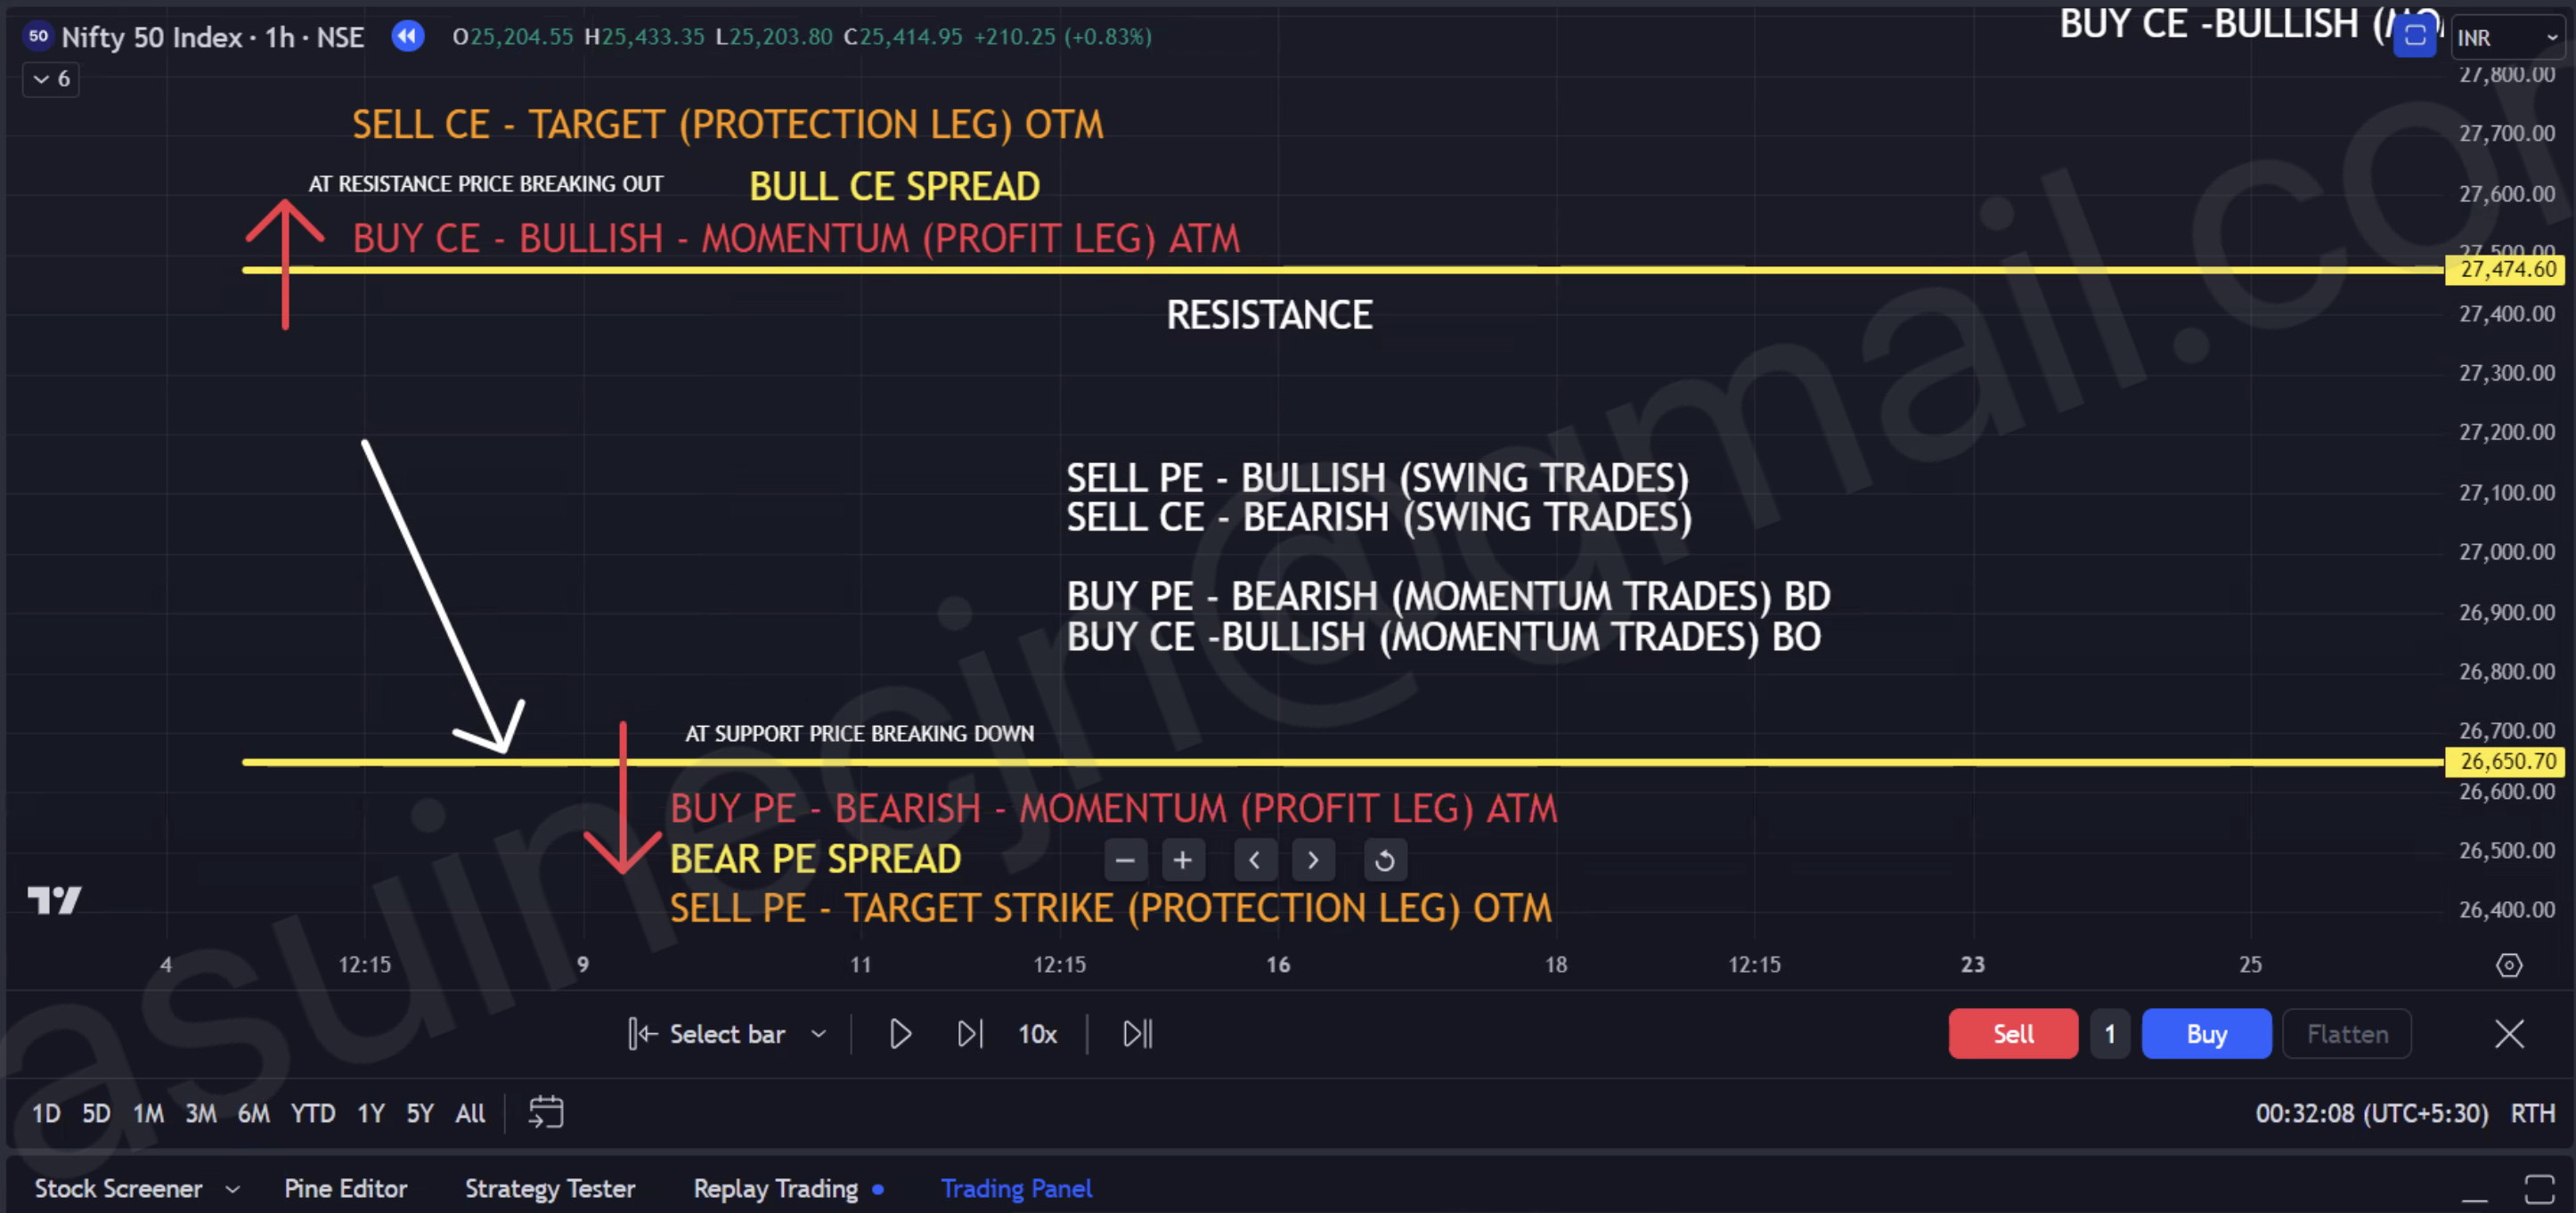 50 Nifty 50 Index · 1h · NSE O25,204.55 H25,433.35 L25,203.80 C25,414.95 +210.25 (+0.83%)
BUY CE -BULLISH
INR
6
27,800.00
SELL CE - TARGET (PROTECTION LEG) OTM
27,700.00
AT RESISTANCE PRICE BREAKING OUT
BULL CE SPREAD
27,600.00
BUY CE - BULLISH - MOMENTUM (PROFIT LEG) ATM
27,500.00
27,474.60
RESISTANCE
27,400.00
27,300.00
27,200.00
SELL PE - BULLISH (SWING TRADES)
27,100.00
SELL CE - BEARISH (SWING TRADES)
27,000.00
BUY PE - BEARISH (MOMENTUM TRADES) BD
26,900.00
BUY CE -BULLISH (MOMENTUM TRADES) BO
26,800.00
AT SUPPORT PRICE BREAKING DOWN
26,700.00
26,650.70
26,600.00
BUY PE - BEARISH - MOMENTUM (PROFIT LEG) ATM
BEAR PE SPREAD
26,500.00
SELL PE - TARGET STRIKE (PROTECTION LEG) OTM
26,400.00
4 12:15 9 11 12:15 16 18 12:15 23 25
Select bar 10x Sell 1 Buy Flatten
1D 5D 1M 3M 6M YTD 1Y 5Y All 00:32:08 (UTC+5:30) RTH
Stock Screener Pine Editor Strategy Tester Replay Trading Trading Panel